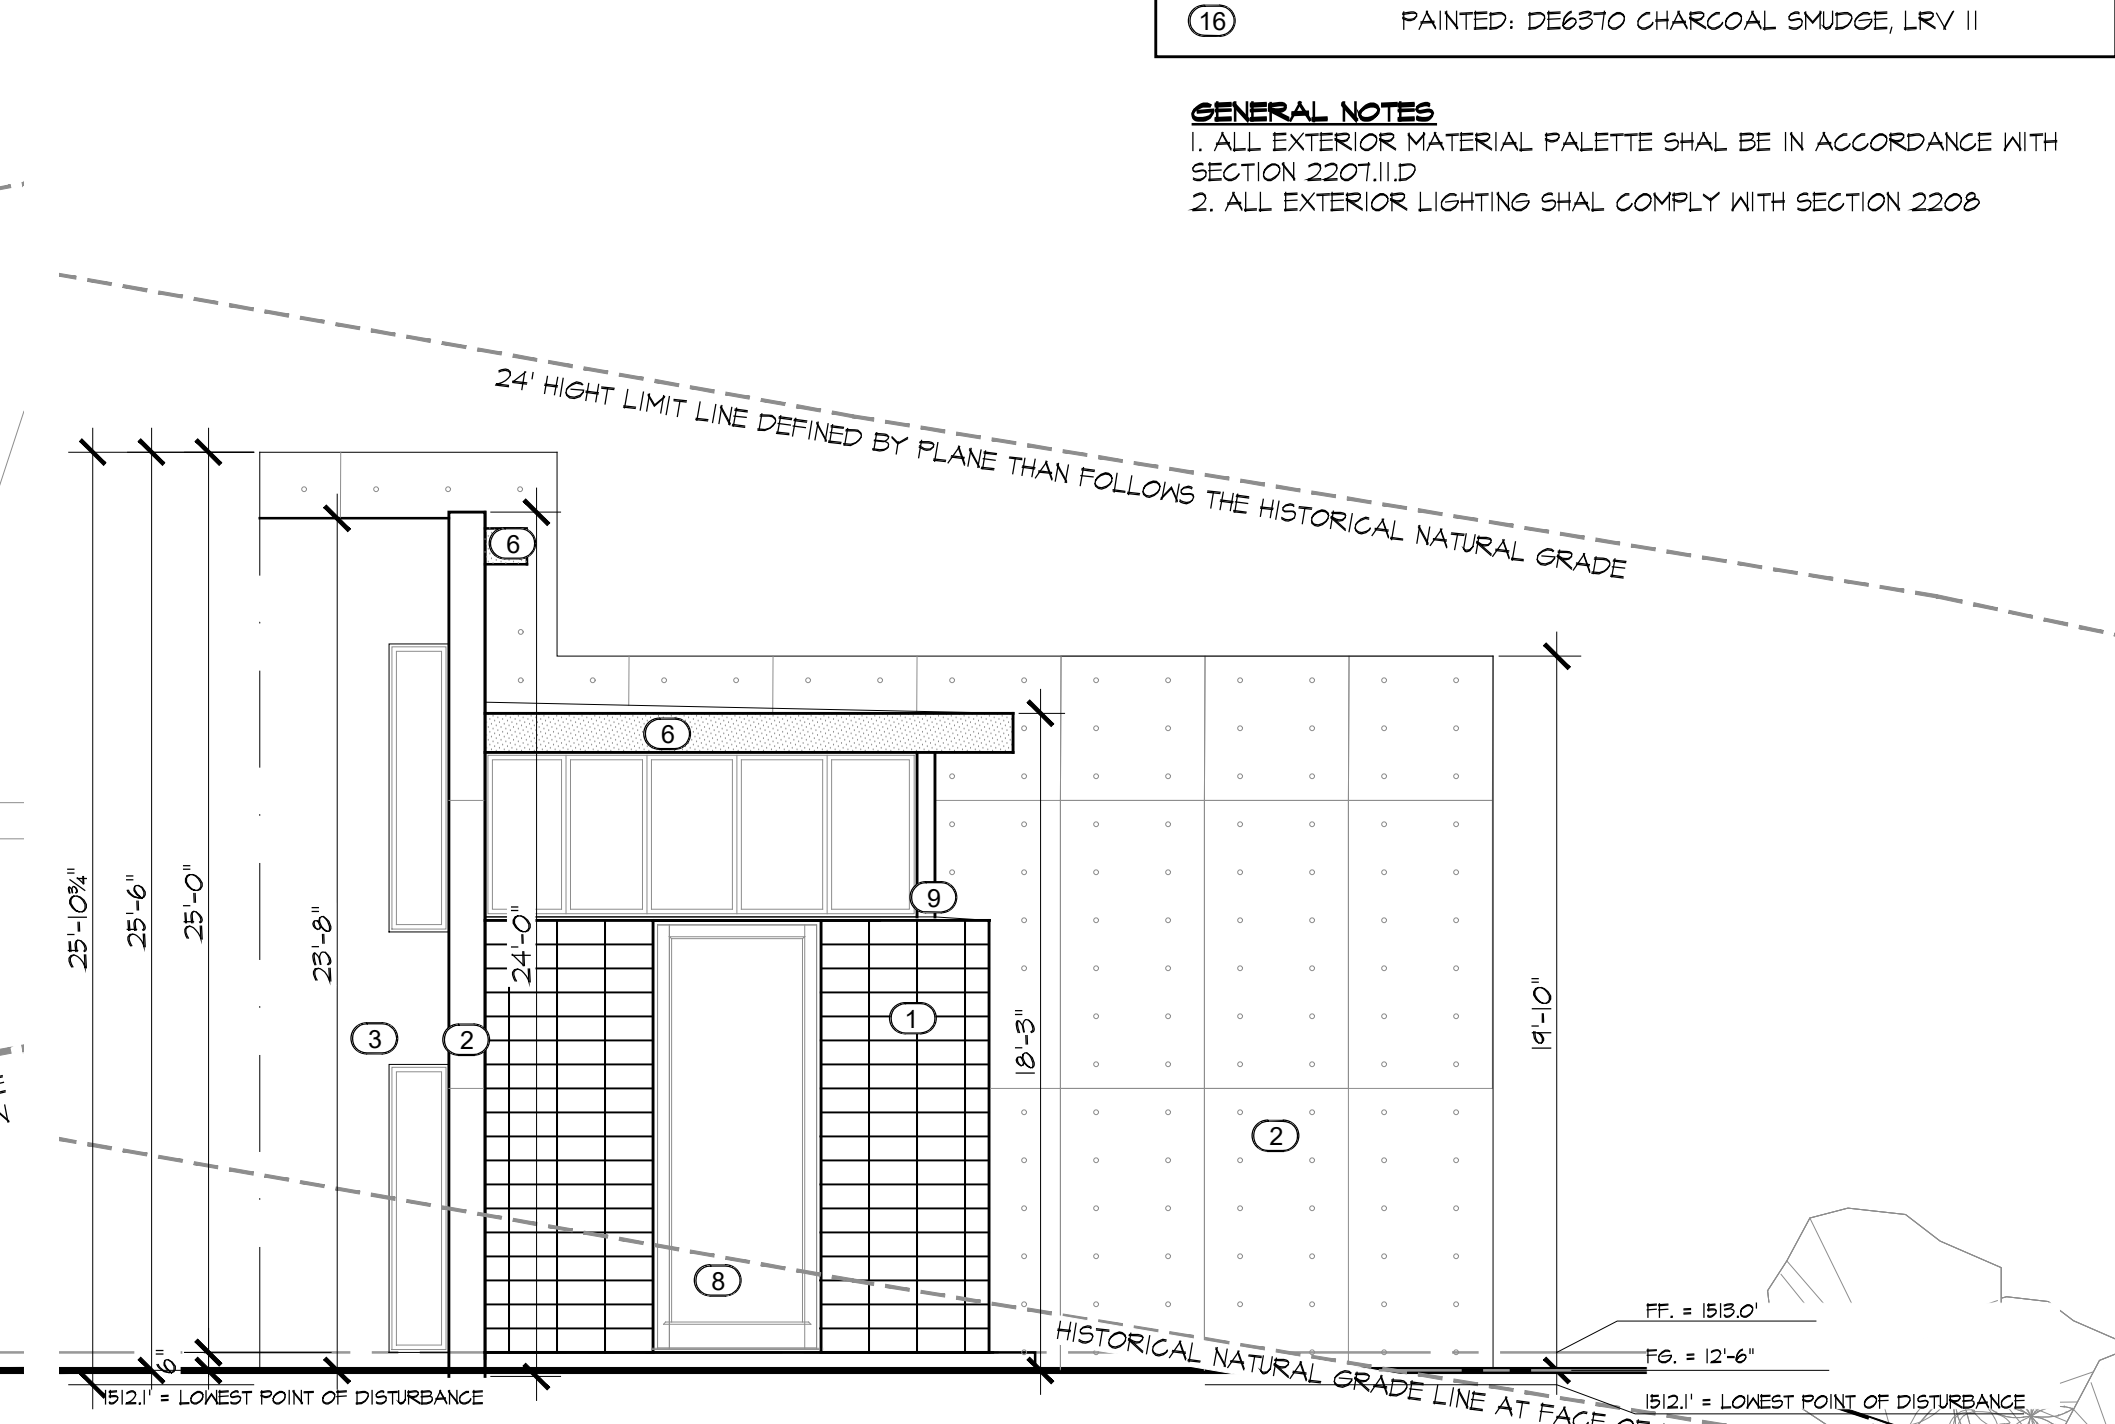 16 PAINTED: DE6370 CHARCOAL SMUDGE, LRV 11
GENERAL NOTES
1. ALL EXTERIOR MATERIAL PALETTE SHAL BE IN ACCORDANCE WITH
SECTION 2207.11.D
2. ALL EXTERIOR LIGHTING SHAL COMPLY WITH SECTION 2208
24' HIGHT LIMIT LINE DEFINED BY PLANE THAN FOLLOWS THE HISTORICAL NATURAL GRADE
6
6
25'-10¾"
25'-6"
25'-0"
23'-8"
24'-0"
9
3
2
1
18'-3"
19'-10"
2
8
6"
FF. = 1513.0'
HISTORICAL NATURAL GRADE LINE AT FACE OF
FG. = 12'-6"
1512.1' = LOWEST POINT OF DISTURBANCE
1512.1' = LOWEST POINT OF DISTURBANCE